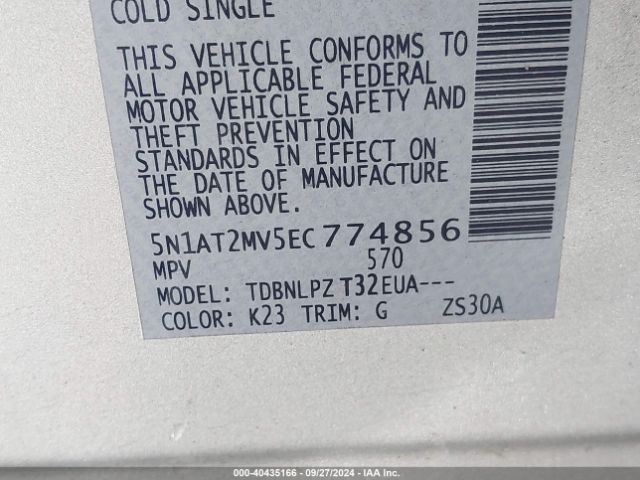 COLD SINGLE
THIS VEHICLE CONFORMS TO
ALL APPLICABLE FEDERAL
MOTOR VEHICLE SAFETY AND
THEFT PREVENTION
STANDARDS IN EFFECT ON
THE DATE OF MANUFACTURE
SHOWN ABOVE.
5N1AT2MV5EC774856
MPV 570
MODEL: TDBNLPZ T32EUA---
COLOR: K23 TRIM: G ZS30A
000-40435166 • 09/27/2024 • IAA Inc.